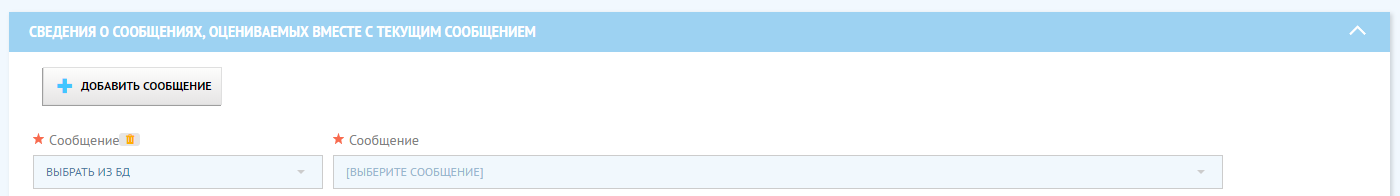 СВЕДЕНИЯ О СООБЩЕНИЯХ, ОЦЕНИВАЕМЫХ ВМЕСТЕ С ТЕКУЩИМ СООБЩЕНИЕМ
ДОБАВИТЬ СООБЩЕНИЕ
Сообщение Сообщение
ВЫБРАТЬ ИЗ БД [ВЫБЕРИТЕ СООБЩЕНИЕ]